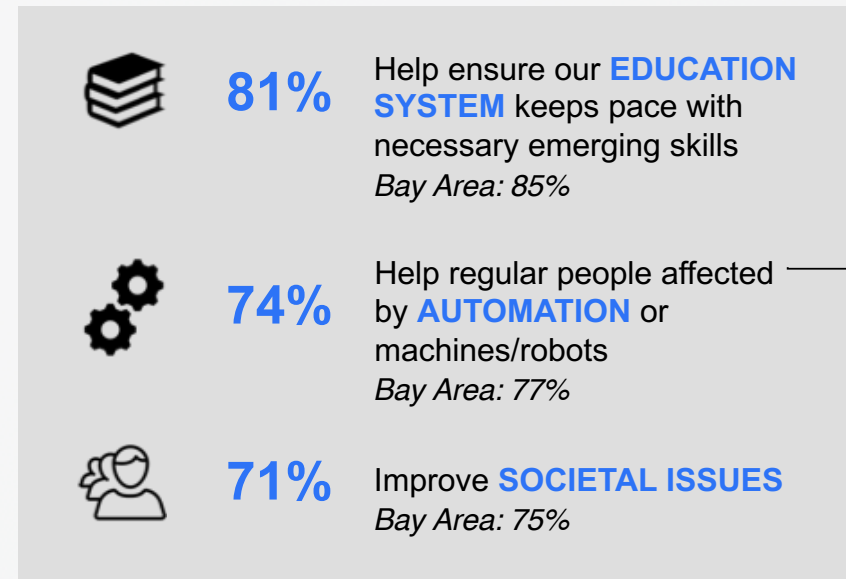 81%
Help ensure our EDUCATION
SYSTEM keeps pace with
necessary emerging skills
Bay Area: 85%
74%
Help regular people affected
by AUTOMATION or
machines/robots
Bay Area: 77%
71%
Improve SOCIETAL ISSUES
Bay Area: 75%